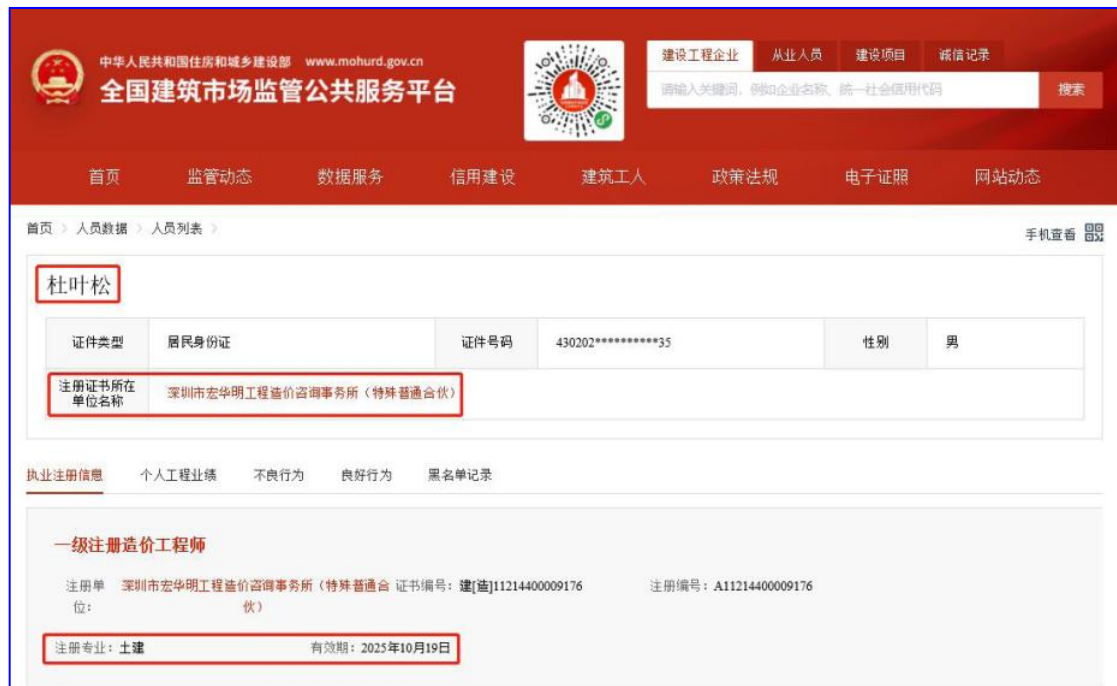 中华人民共和国住房和城乡建设部 www.mohurd.gov.cn
全国建筑市场监管公共服务平台
建设工程企业 从业人员 建设项目 诚信记录
请输入关键词，例如企业名称、统一社会信用代码 搜索
首页 监管动态 数据服务 信用建设 建筑工人 政策法规 电子证照 网站动态
首页 > 人员数据 > 人员列表 >
手机查看
杜叶松
证件类型 居民身份证 证件号码 430202**********35 性别 男
注册证书所在
单位名称 深圳市宏华明工程造价咨询事务所（特殊普通合伙）
执业注册信息 个人工程业绩 不良行为 良好行为 黑名单记录
一级注册造价工程师
注册单 深圳市宏华明工程造价咨询事务所（特殊普通合 证书编号：建[造]11214400009176 注册编号：A11214400009176
位： 伙）
注册专业：土建 有效期：2025年10月19日